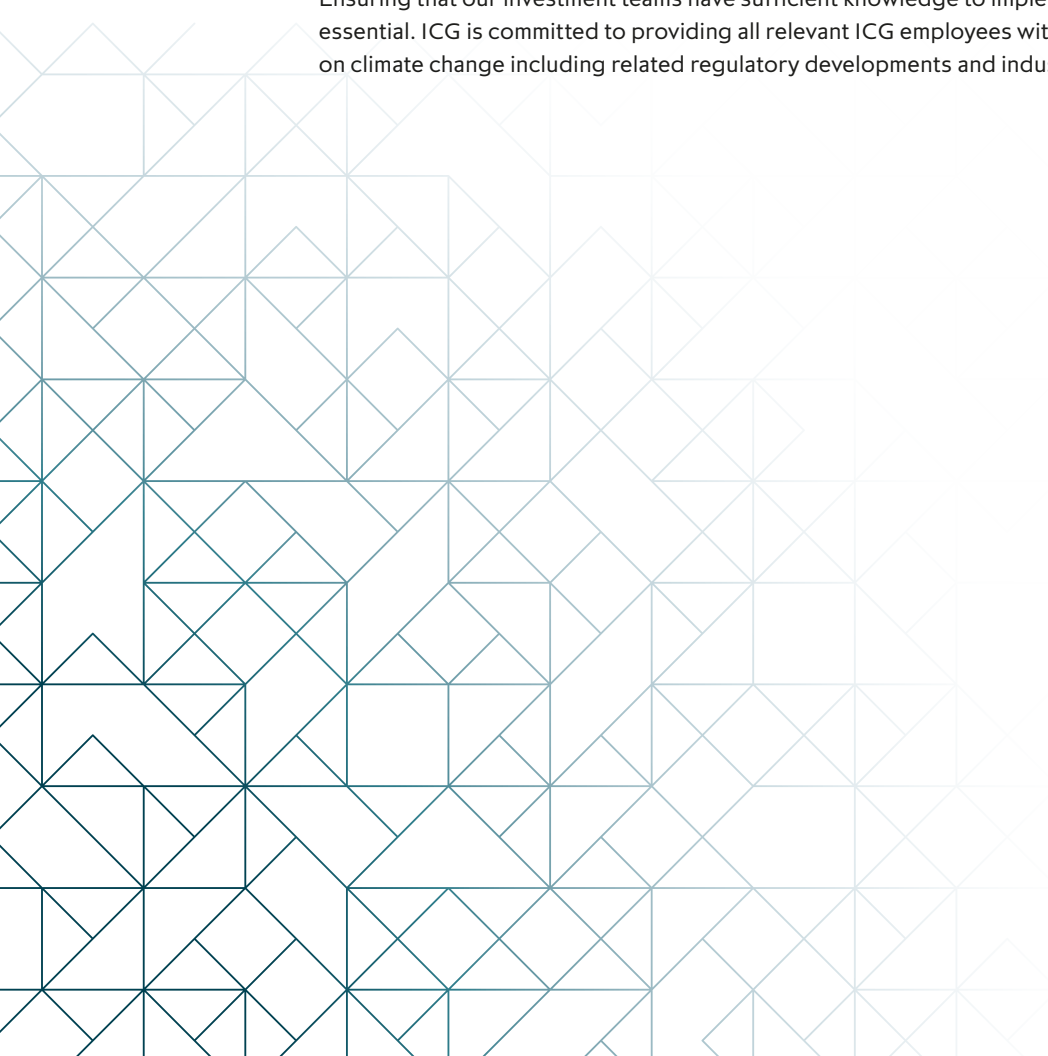 Ensuring that our investment teams have sufficient knowledge to
essential. ICG is committed to providing all relevant ICG employees
on climate change including related regulatory developments and